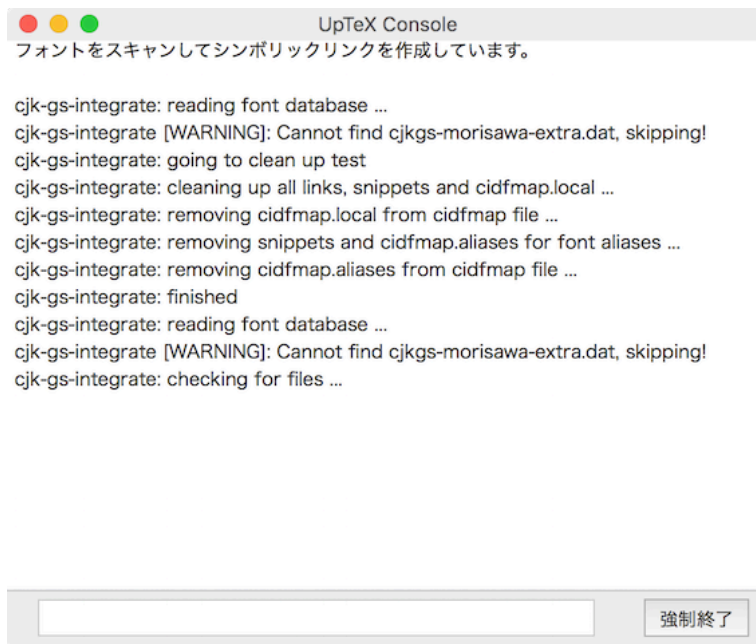 UpTeX Console
フォントをスキャンしてシンボリックリンクを作成しています。
cjk-gs-integrate: reading font database ...
cjk-gs-integrate [WARNING]: Cannot find cjkgs-morisawa-extra.dat, skipping!
cjk-gs-integrate: going to clean up test
cjk-gs-integrate: cleaning up all links, snippets and cidfmap.local ...
cjk-gs-integrate: removing cidfmap.local from cidfmap file ...
cjk-gs-integrate: removing snippets and cidfmap.aliases for font aliases ...
cjk-gs-integrate: removing cidfmap.aliases from cidfmap file ...
cjk-gs-integrate: finished
cjk-gs-integrate: reading font database ...
cjk-gs-integrate [WARNING]: Cannot find cjkgs-morisawa-extra.dat, skipping!
cjk-gs-integrate: checking for files ...
強制終了